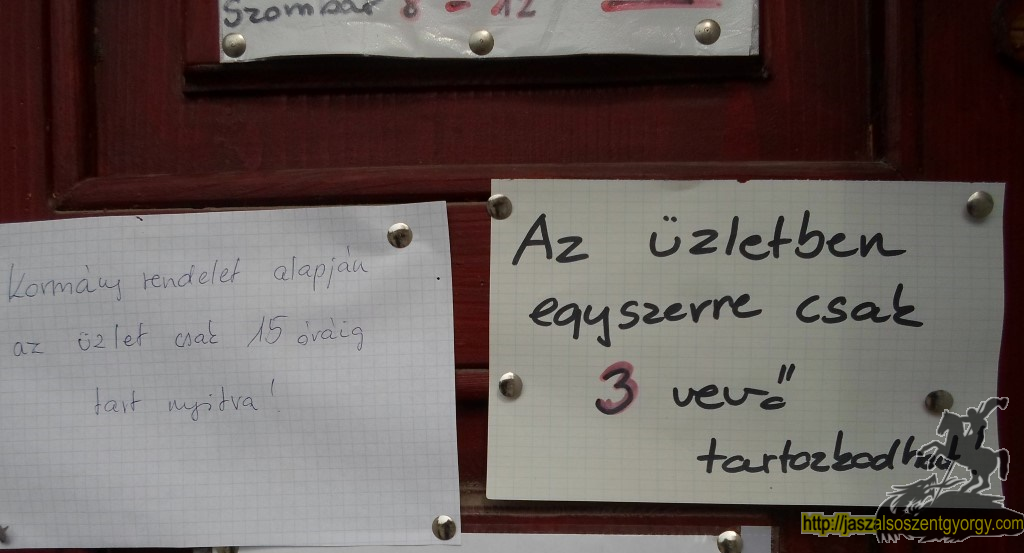 Szombat 8 - 12
Kormány rendelet alapján
az üzlet csak 15 óráig
tart nyitva!
Az üzletben
egyszerre csak
3 vevő
tartozkodhat!
http://jaszalsoszentgyorgy.com/